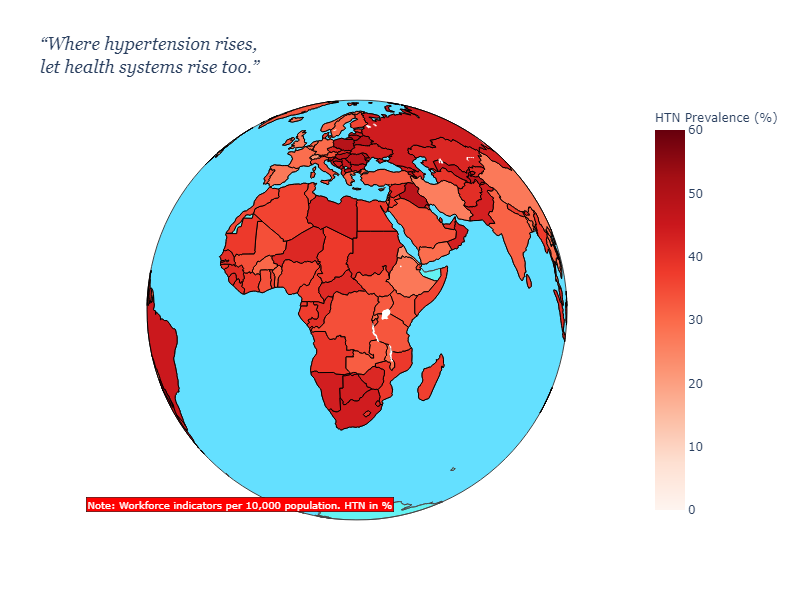 “Where hypertension rises,
let health systems rise too.”
HTN Prevalence (%)
60
50
40
30
20
10
0
Note: Workforce indicators per 10,000 population. HTN in %